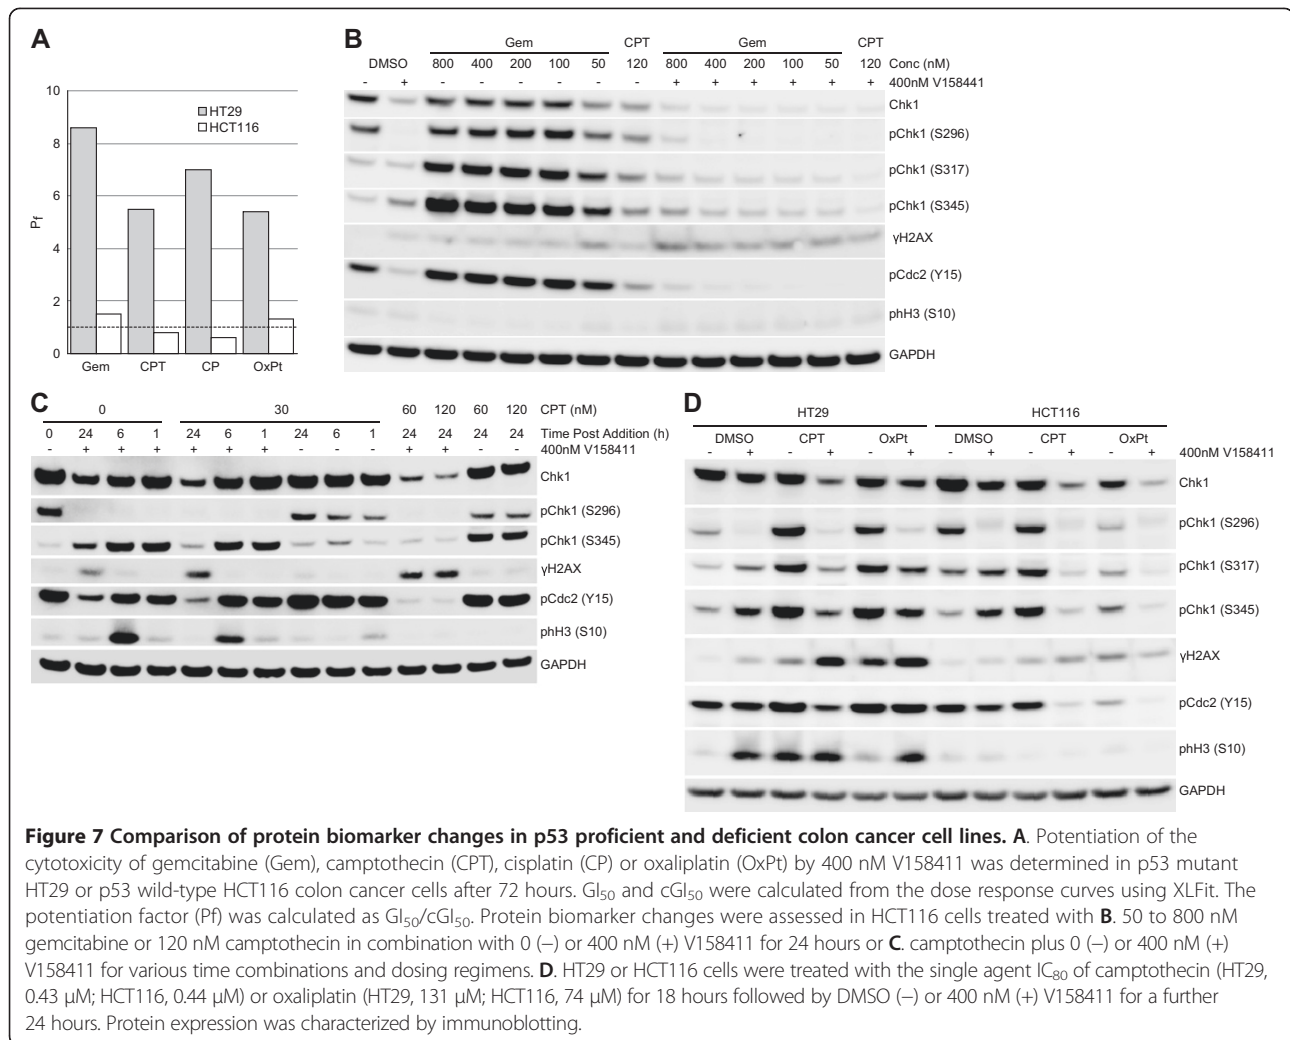 A
10
8
6
4
2
0
Pf
HT29
HCT116
Gem CPT CP OxPt
B
Gem CPT Gem CPT
DMSO 800 400 200 100 50 120 800 400 200 100 50 120 Conc (nM)
- + - - - - - - + + + + + + 400nM V158441
Chk1
pChk1 (S296)
pChk1 (S317)
pChk1 (S345)
γH2AX
pCdc2 (Y15)
phH3 (S10)
GAPDH
C
0 30 60 120 60 120 CPT (nM)
0 24 6 1 24 6 1 24 6 1 24 24 24 24 Time Post Addition (h)
- + + + + + + - - - + + - - 400nM V158411
Chk1
pChk1 (S296)
pChk1 (S345)
γH2AX
pCdc2 (Y15)
phH3 (S10)
GAPDH
D
HT29 HCT116
DMSO CPT OxPt DMSO CPT OxPt
- + - + - + - + - + - + 400nM V158411
Chk1
pChk1 (S296)
pChk1 (S317)
pChk1 (S345)
γH2AX
pCdc2 (Y15)
phH3 (S10)
GAPDH
Figure 7 Comparison of protein biomarker changes in p53 proficient and deficient colon cancer cell lines. A. Potentiation of the
cytotoxicity of gemcitabine (Gem), camptothecin (CPT), cisplatin (CP) or oxaliplatin (OxPt) by 400 nM V158411 was determined in p53 mutant
HT29 or p53 wild-type HCT116 colon cancer cells after 72 hours. GI₅₀ and cGI₅₀ were calculated from the dose response curves using XLFit. The
potentiation factor (Pf) was calculated as GI₅₀/cGI₅₀. Protein biomarker changes were assessed in HCT116 cells treated with B. 50 to 800 nM
gemcitabine or 120 nM camptothecin in combination with 0 (−) or 400 nM (+) V158411 for 24 hours or C. camptothecin plus 0 (−) or 400 nM (+)
V158411 for various time combinations and dosing regimens. D. HT29 or HCT116 cells were treated with the single agent IC₈₀ of camptothecin (HT29,
0.43 μM; HCT116, 0.44 μM) or oxaliplatin (HT29, 131 μM; HCT116, 74 μM) for 18 hours followed by DMSO (−) or 400 nM (+) V158411 for a further
24 hours. Protein expression was characterized by immunoblotting.